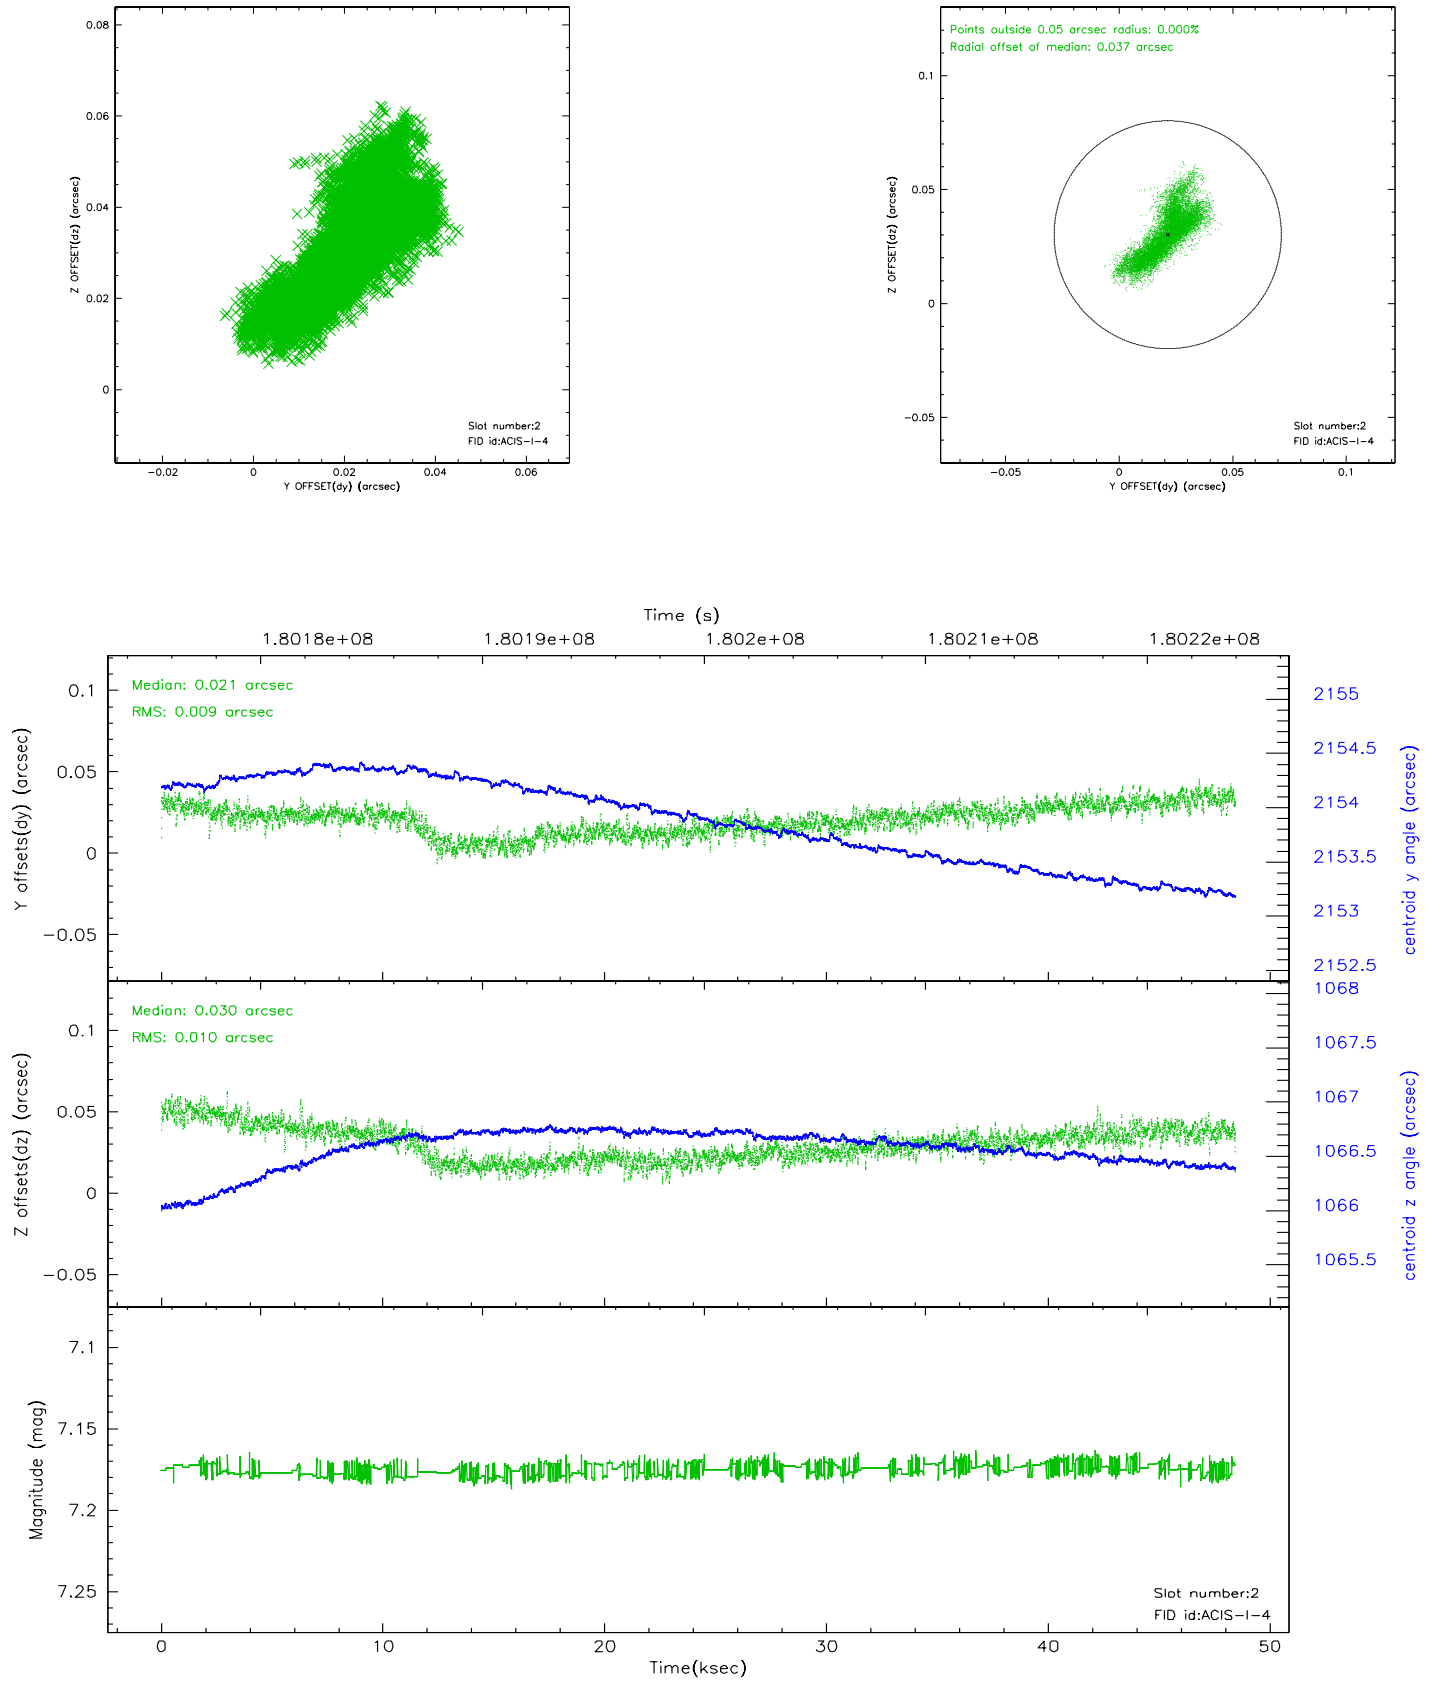 0.08
0.06
0.04
0.02
0
Z OFFSET(dz) (arcsec)
Slot number:2
FID id:ACIS-I-4
-0.02 0 0.02 0.04 0.06
Y OFFSET(dy) (arcsec)
Points outside 0.05 arcsec radius: 0.000%
Radial offset of median: 0.037 arcsec
0.1
0.05
0
-0.05
Z OFFSET(dz) (arcsec)
Slot number:2
FID id:ACIS-I-4
-0.05 0 0.05 0.1
Y OFFSET(dy) (arcsec)
Time (s)
1.8018e+08 1.8019e+08 1.802e+08 1.8021e+08 1.8022e+08
Median: 0.021 arcsec
RMS: 0.009 arcsec
0.1
0.05
0
-0.05
Y offsets(dy) (arcsec)
2155
2154.5
2154
2153.5
2153
2152.5
centroid y angle (arcsec)
Median: 0.030 arcsec
RMS: 0.010 arcsec
0.1
0.05
0
-0.05
Z offsets(dz) (arcsec)
1068
1067.5
1067
1066.5
1066
1065.5
centroid z angle (arcsec)
7.1
7.15
7.2
7.25
Magnitude (mag)
Slot number:2
FID id:ACIS-I-4
0 10 20 30 40 50
Time(ksec)